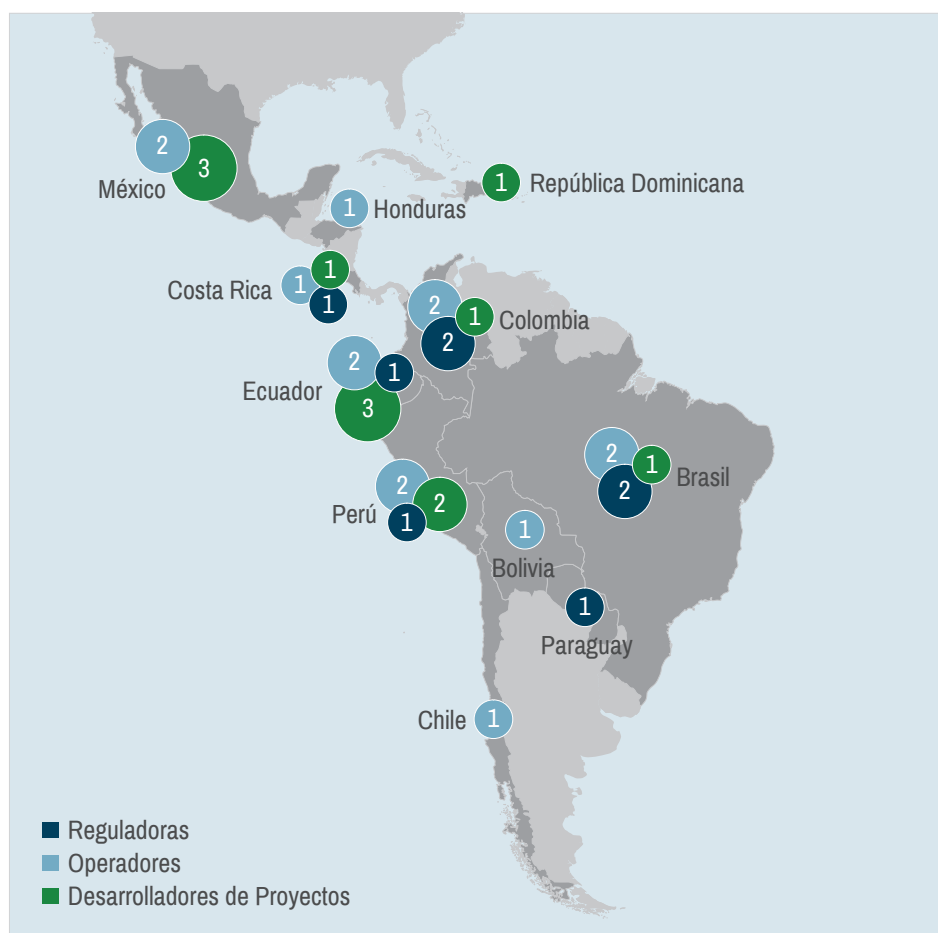 2
3
México
1
República Dominicana
1
Honduras
1
Costa Rica
1
1
2
1
Colombia
2
2
1
Ecuador
3
2
1
Brasil
2
2
2
Perú
1
1
Bolivia
1
Paraguay
Chile
1
Reguladoras
Operadores
Desarrolladores de Proyectos